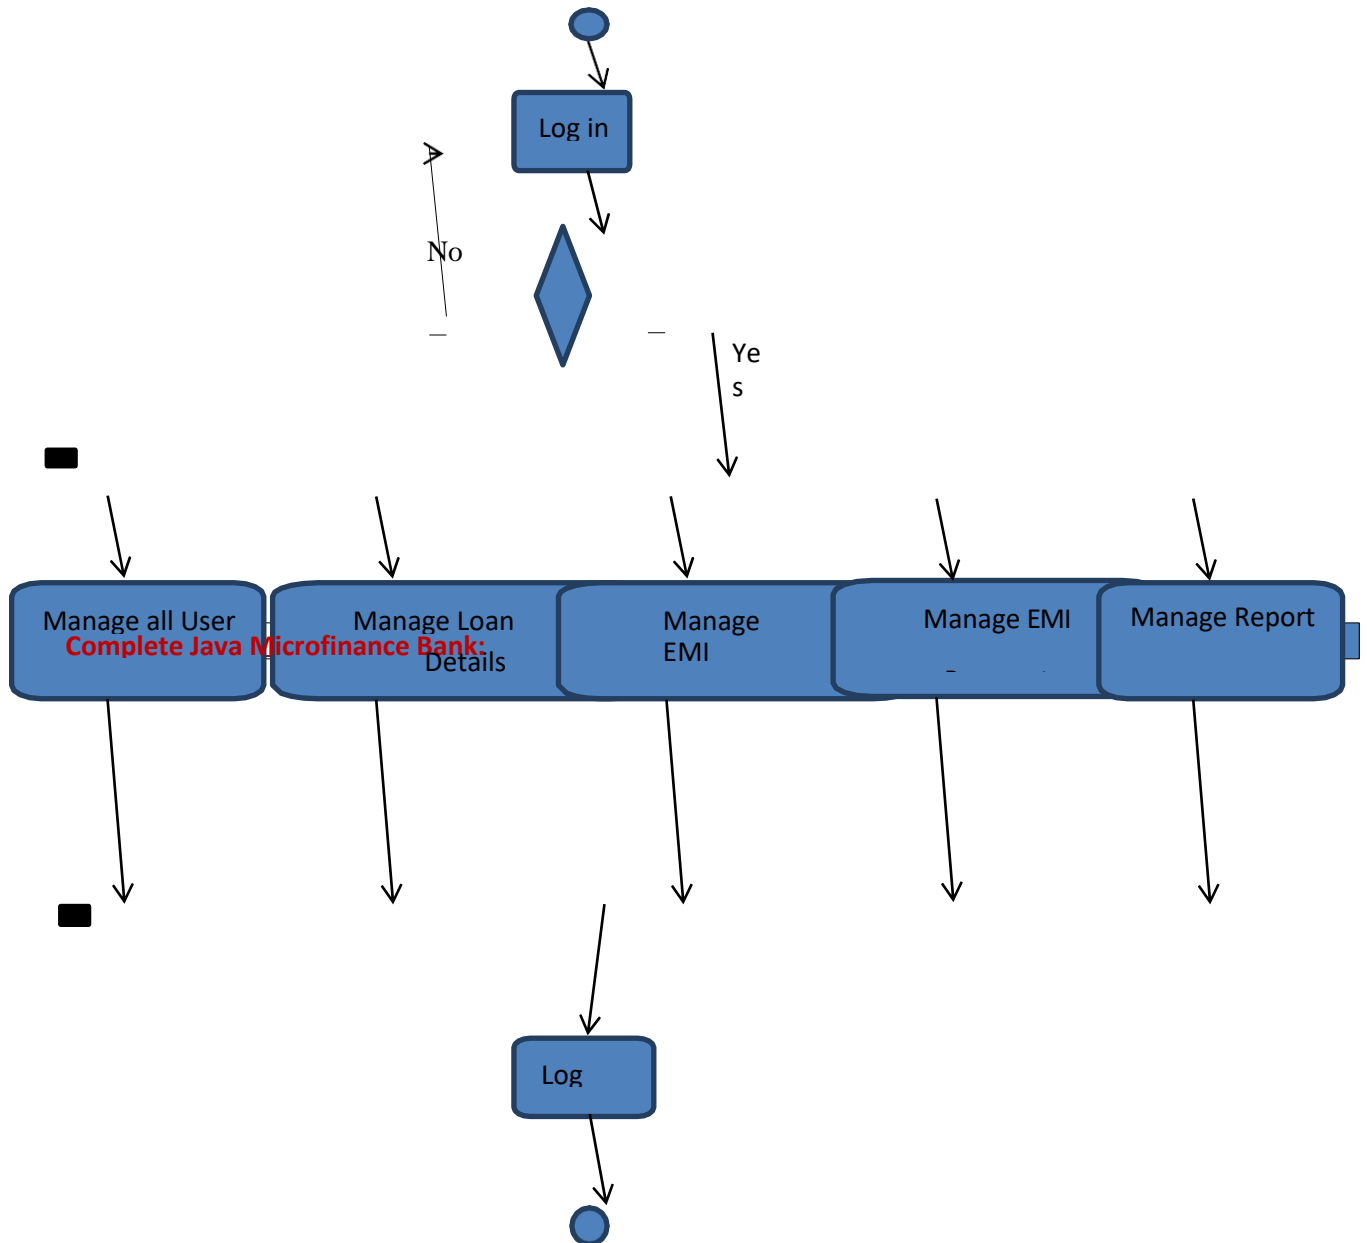 Log in
No
Ye
s
Manage all User
Manage Loan
Details
Manage
EMI
Manage EMI
Manage Report
Complete Java Microfinance Bank:
Log